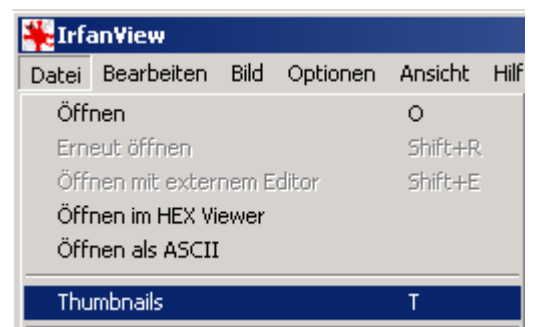 IrfanView
Datei Bearbeiten Bild Optionen Ansicht Hilf
Öffnen O
Erneut öffnen Shift+R
Öffnen mit externem Editor Shift+E
Öffnen im HEX Viewer
Öffnen als ASCII
Thumbnails T